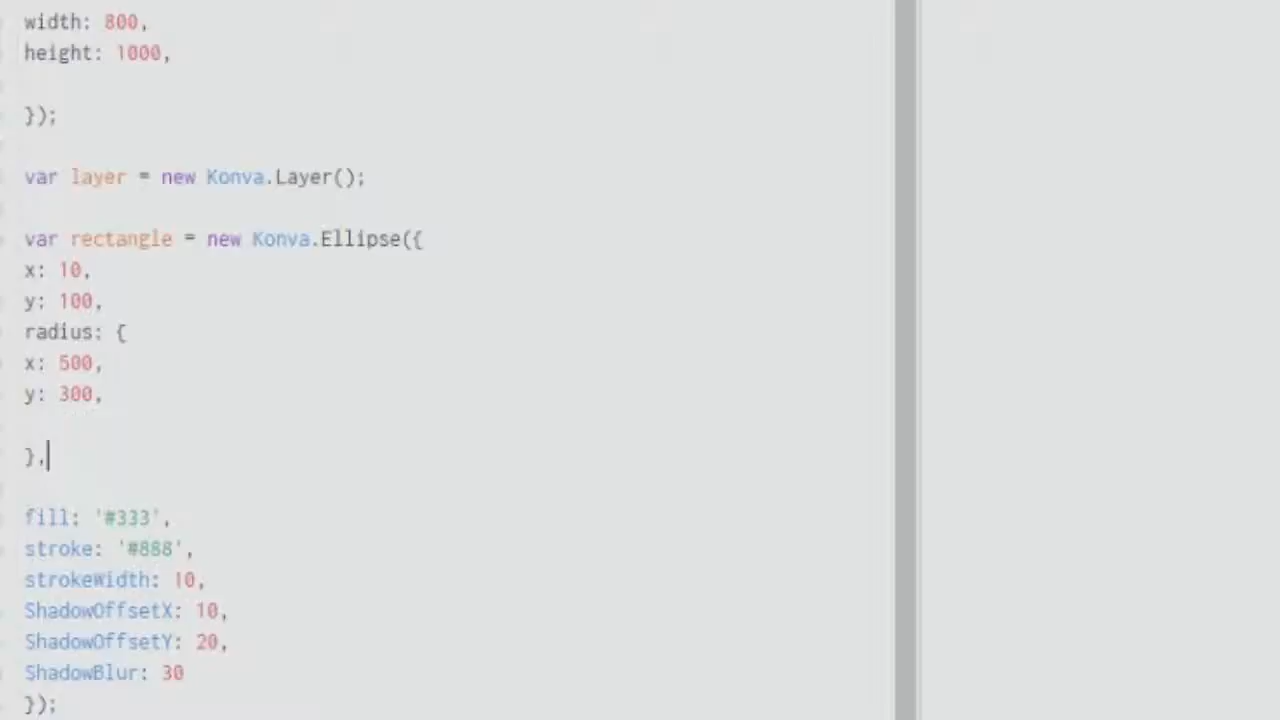 width: 800,
height: 1000,
});
var layer = new Konva.Layer();
var rectangle = new Konva.Ellipse({
x: 10,
y: 100,
radius: {
x: 500,
y: 300,
},
fill: '#333',
stroke: '#888',
strokeWidth: 10,
ShadowOffsetX: 10,
ShadowOffsetY: 20,
ShadowBlur: 30
});